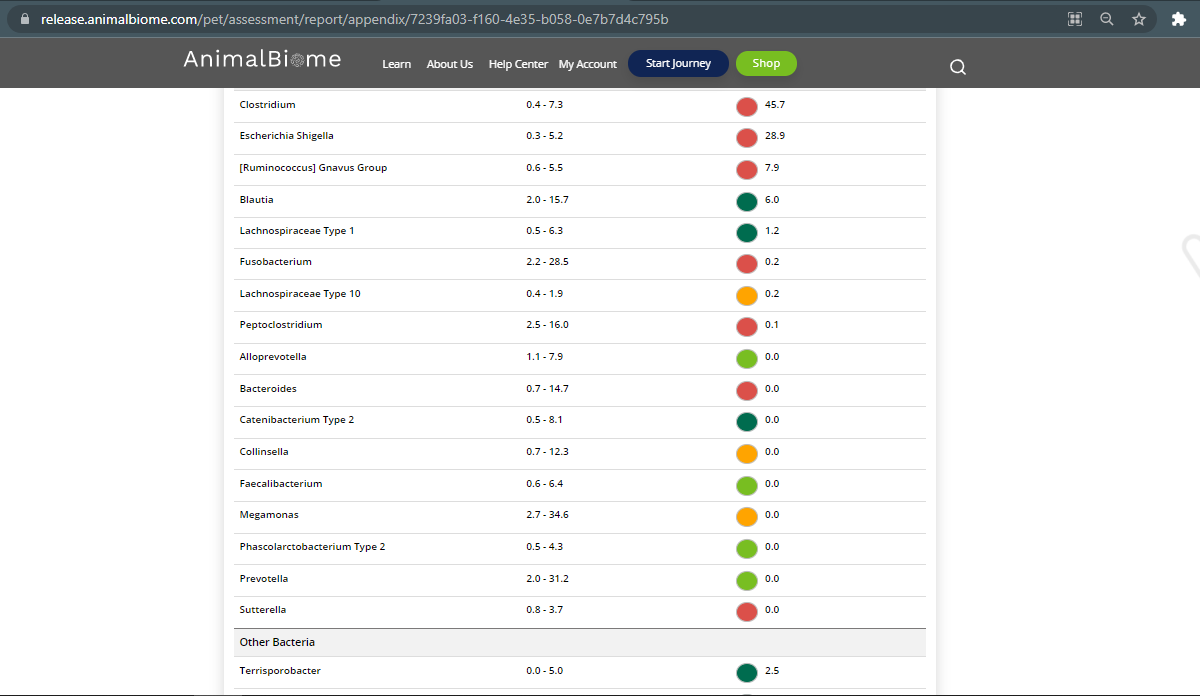 release.animalbiome.com/pet/assessment/report/appendix/7239fa03-f160-4e35-b058-0e7b7d4c795b
AnimalBiome Learn About Us Help Center My Account Start Journey Shop
Clostridium 0.4 - 7.3 45.7
Escherichia Shigella 0.3 - 5.2 28.9
[Ruminococcus] Gnavus Group 0.6 - 5.5 7.9
Blautia 2.0 - 15.7 6.0
Lachnospiraceae Type 1 0.5 - 6.3 1.2
Fusobacterium 2.2 - 28.5 0.2
Lachnospiraceae Type 10 0.4 - 1.9 0.2
Peptoclostridium 2.5 - 16.0 0.1
Alloprevotella 1.1 - 7.9 0.0
Bacteroides 0.7 - 14.7 0.0
Catenibacterium Type 2 0.5 - 8.1 0.0
Collinsella 0.7 - 12.3 0.0
Faecalibacterium 0.6 - 6.4 0.0
Megamonas 2.7 - 34.6 0.0
Phascolarctobacterium Type 2 0.5 - 4.3 0.0
Prevotella 2.0 - 31.2 0.0
Sutterella 0.8 - 3.7 0.0
Other Bacteria
Terrisporobacter 0.0 - 5.0 2.5